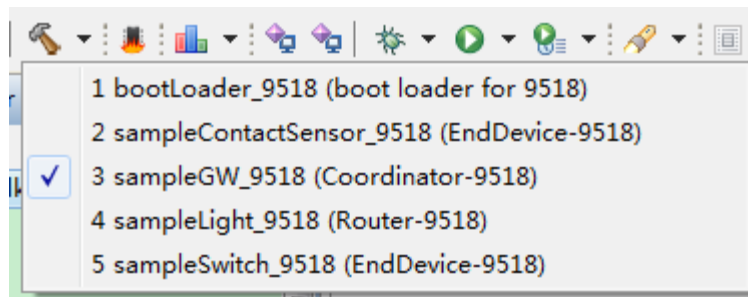 1 bootLoader_9518 (boot loader for 9518)
2 sampleContactSensor_9518 (EndDevice-9518)
3 sampleGW_9518 (Coordinator-9518)
4 sampleLight_9518 (Router-9518)
5 sampleSwitch_9518 (EndDevice-9518)